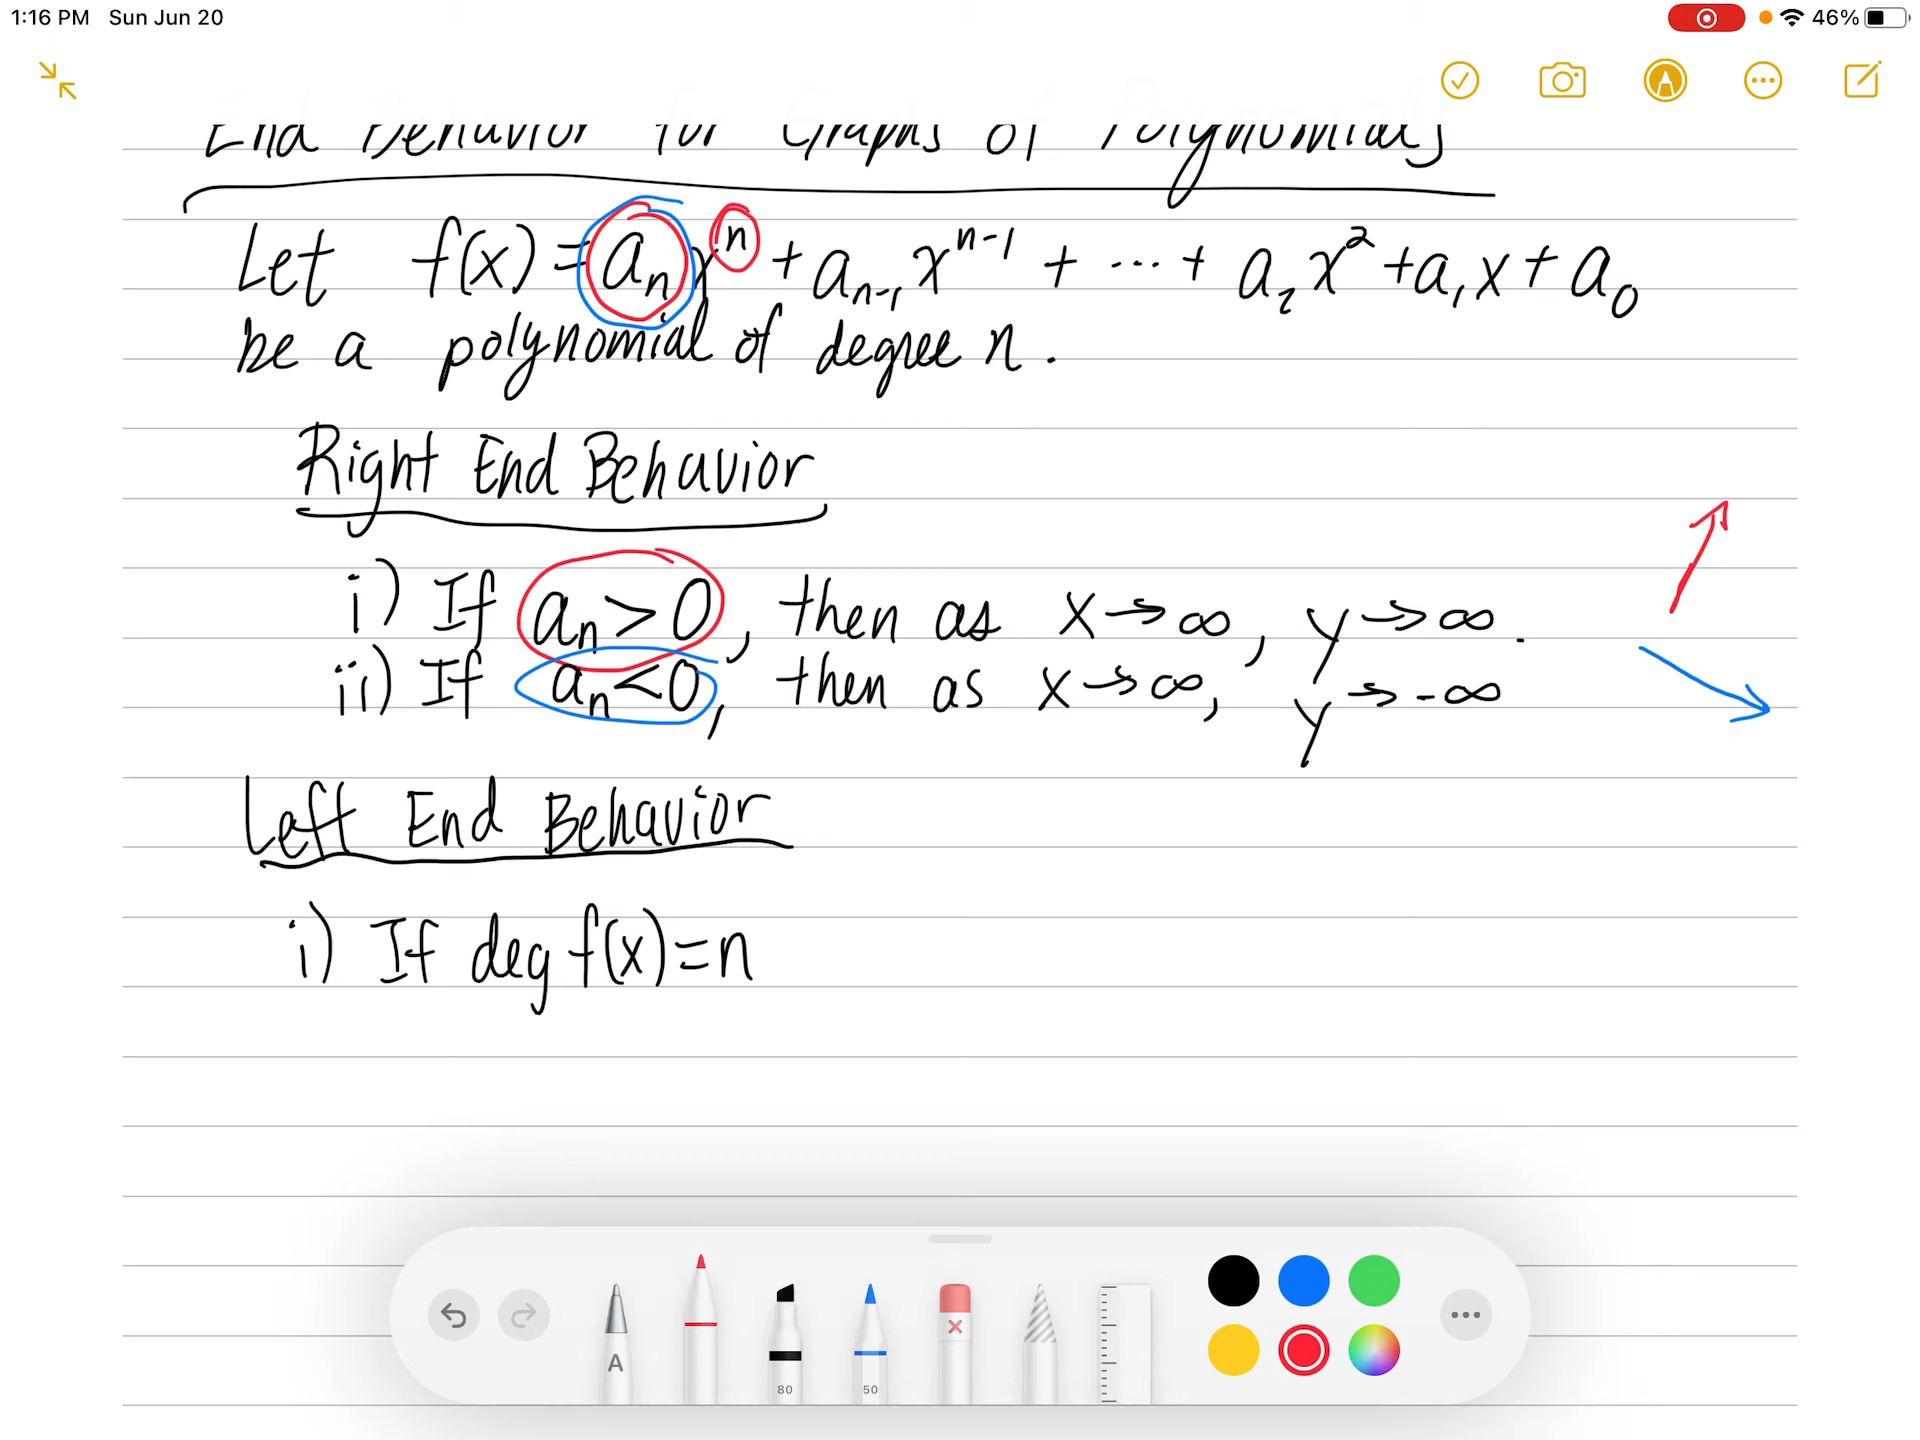 1:16 PM Sun Jun 20 46%
End Behavior for Graphs of Polynomials
Let f(x) = aₙxⁿ + aₙ₋₁xⁿ⁻¹ + ... + a₂x² + a₁x + a₀
be a polynomial of degree n.
Right End Behavior
i) If aₙ > 0, then as x → ∞, y → ∞.
ii) If aₙ < 0, then as x → ∞, y → -∞
Left End Behavior
i) If deg f(x) = n
A 80 50